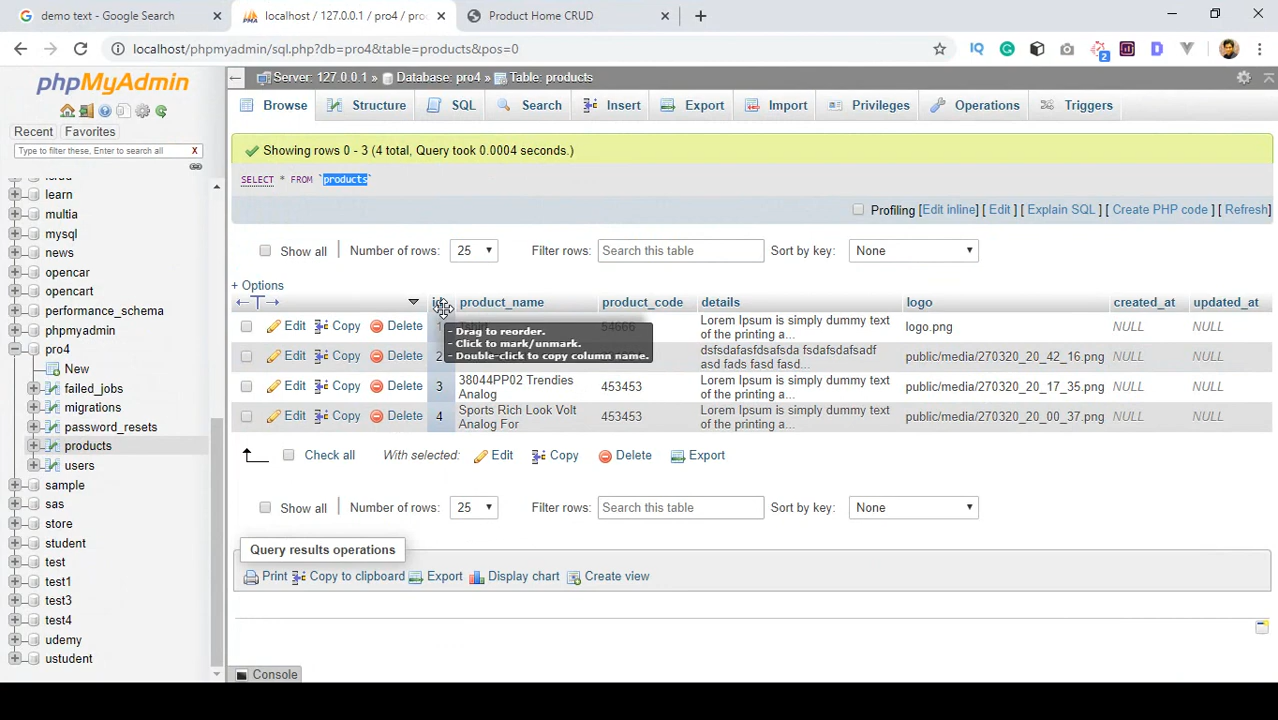 demo text - Google Search
localhost / 127.0.0.1 / pro4 / pro
Product Home CRUD
localhost/phpmyadmin/sql.php?db=pro4&table=products&pos=0
IQ
2
phpMyAdmin
Server: 127.0.0.1 » Database: pro4 » Table: products
Browse Structure SQL Search Insert Export Import Privileges Operations Triggers
Recent Favorites
Type to filter these, Enter to search all X
learn
multia
mysql
news
opencar
opencart
performance_schema
phpmyadmin
pro4
New
failed_jobs
migrations
password_resets
products
users
sample
sas
store
student
test
test1
test3
test4
udemy
ustudent
Showing rows 0 - 3 (4 total, Query took 0.0004 seconds.)
SELECT * FROM `products`
Profiling [Edit inline] [ Edit ] [ Explain SQL ] [ Create PHP code ] [ Refresh]
Show all Number of rows: 25 Filter rows: Search this table Sort by key: None
+ Options
id product_name product_code details logo created_at updated_at
Edit Copy Delete 54666 Lorem Ipsum is simply dummy text of the printing a... logo.png NULL NULL
- Drag to reorder.
- Click to mark/unmark.
- Double-click to copy column name.
Edit Copy Delete 2 dsfsdafasfdsafsda fsdafsdafsadf asd fads fasd fasd... public/media/270320_20_42_16.png NULL NULL
Edit Copy Delete 3 38044PP02 Trendies Analog 453453 Lorem Ipsum is simply dummy text of the printing a... public/media/270320_20_17_35.png NULL NULL
Edit Copy Delete 4 Sports Rich Look Volt Analog For 453453 Lorem Ipsum is simply dummy text of the printing a... public/media/270320_20_00_37.png NULL NULL
Check all With selected: Edit Copy Delete Export
Show all Number of rows: 25 Filter rows: Search this table Sort by key: None
Query results operations
Print Copy to clipboard Export Display chart Create view
Console